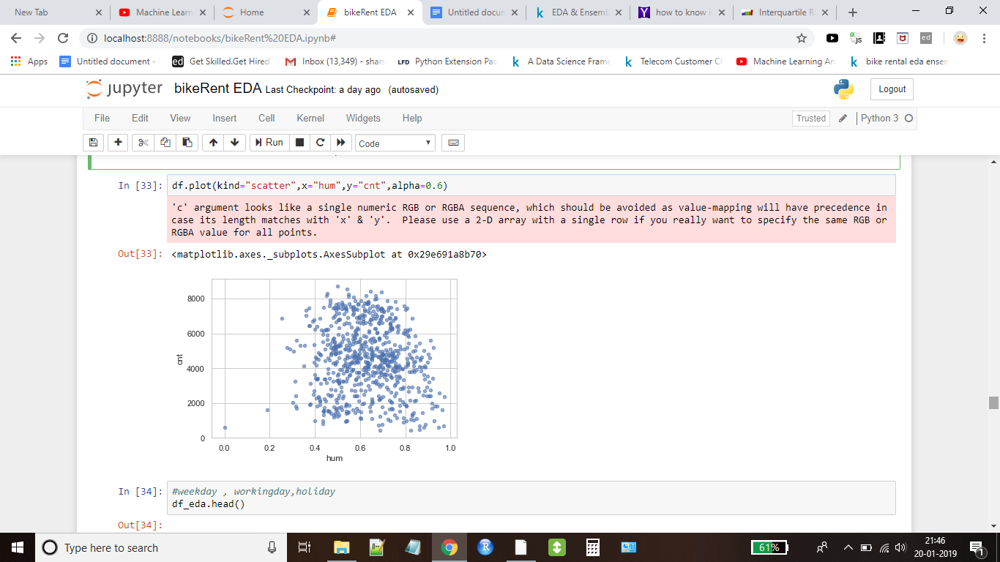 New Tab
Machine Learn
Home
bikeRent EDA
Untitled docum
EDA & Ensemb
how to know i
Interquartile R
localhost:8888/notebooks/bikeRent%20EDA.ipynb#
Apps
Untitled document -
Get Skilled.Get Hired
Inbox (13,349) - shars
LFD Python Extension Pac
A Data Science Frame
Telecom Customer Ch
Machine Learning An
bike rental eda ensem
jupyter bikeRent EDA Last Checkpoint: a day ago (autosaved)
Logout
File Edit View Insert Cell Kernel Widgets Help
Trusted
Python 3
Run
Code
In [33]: df.plot(kind="scatter",x="hum",y="cnt",alpha=0.6)
'c' argument looks like a single numeric RGB or RGBA sequence, which should be avoided as value-mapping will have precedence in
case its length matches with 'x' & 'y'.  Please use a 2-D array with a single row if you really want to specify the same RGB or
RGBA value for all points.
Out[33]: <matplotlib.axes._subplots.AxesSubplot at 0x29e691a8b70>
8000
6000
4000
2000
0
cnt
0.0 0.2 0.4 0.6 0.8 1.0
hum
In [34]: #weekday , workingday,holiday
df_eda.head()
Out[34]:
Type here to search
61%
21:46
20-01-2019
1